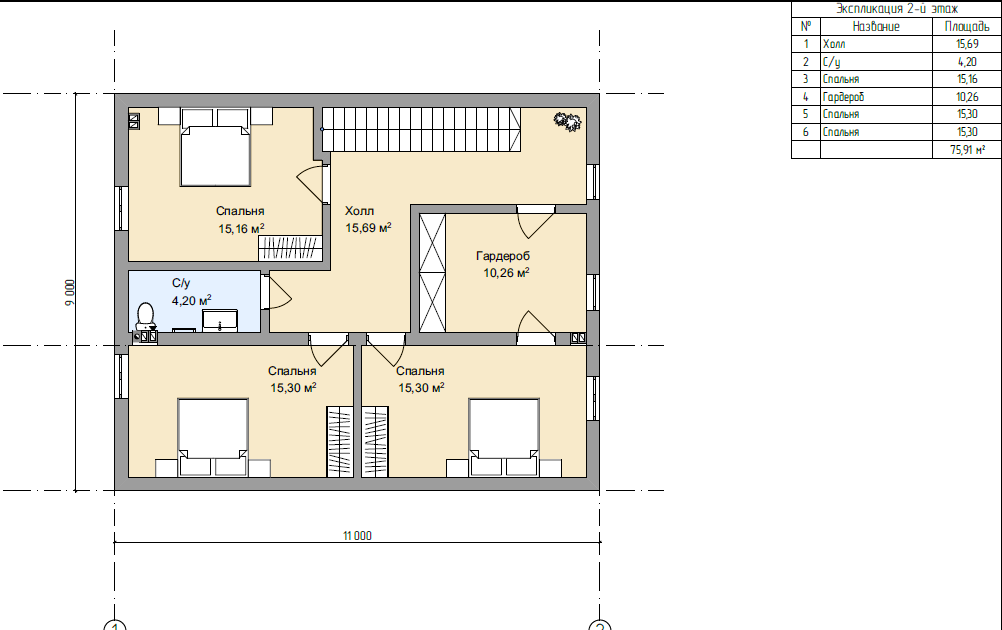 Экспликация 2-й этаж
№ Название Площадь
1 Холл 15,69
2 С/у 4,20
3 Спальня 15,16
4 Гардероб 10,26
5 Спальня 15,30
6 Спальня 15,30
75,91 м²
Спальня
15,16 м²
Холл
15,69 м²
Гардероб
10,26 м²
С/у
4,20 м²
9 000
Спальня
15,30 м²
Спальня
15,30 м²
11 000
1
2